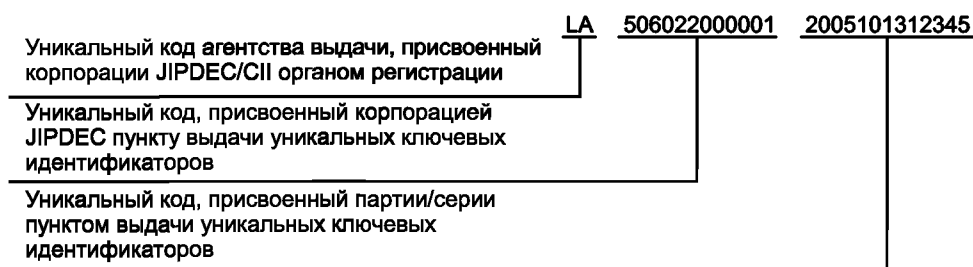 LA 506022000001 2005101312345
Уникальный код агентства выдачи, присвоенный
корпорации JIPDEC/CII органом регистрации
Уникальный код, присвоенный корпорацией
JIPDEC пункту выдачи уникальных ключевых
идентификаторов
Уникальный код, присвоенный партии/серии
пунктом выдачи уникальных ключевых
идентификаторов